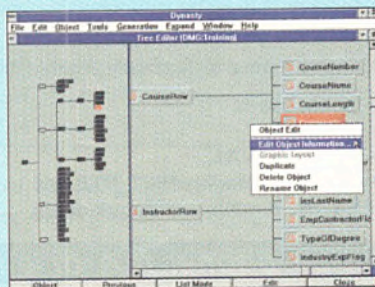 Dynasty
File Edit Object Tools Generation Expand Window Help
Tree Editor (DMG:Training)
CourseNumber
CourseName
CourseRow
CourseLength
Object Edit
Edit Object Information...
Graphic Layout
Duplicate
Delete Object
Rename Object
InsLastName
InstructorRow
EmpContractorFl
TypeOfDegree
IndustryExpFlag
Object Previous List Mode Edit Close